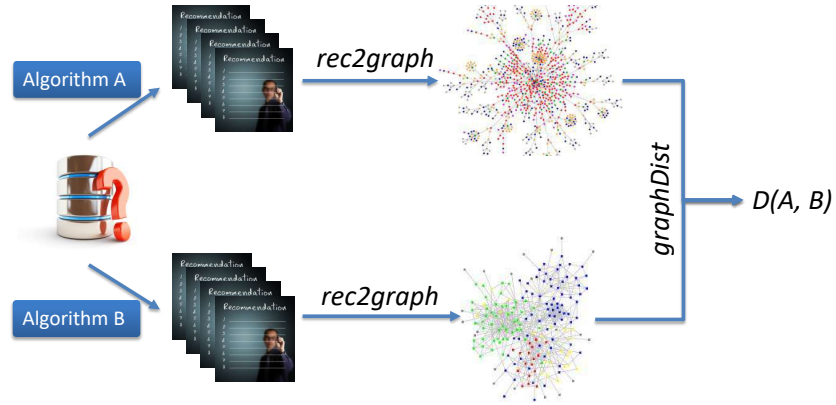 Algorithm A
Recommendation
Recommendation
Recommendation
Recommendation
rec2graph
graphDist
D(A, B)
Algorithm B
Recommendation
Recommendation
Recommendation
Recommendation
rec2graph